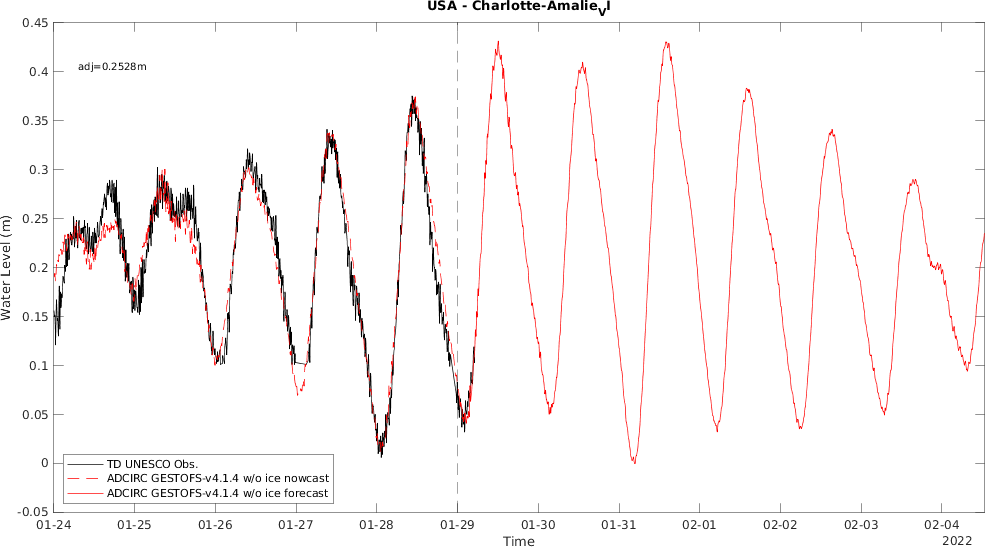 USA - Charlotte-AmalieVI
0.45
adj=0.2528m
0.4
0.35
0.3
0.25
0.2
0.15
0.1
0.05
0
-0.05
Water Level (m)
TD UNESCO Obs.
ADCIRC GESTOFS-v4.1.4 w/o ice nowcast
ADCIRC GESTOFS-v4.1.4 w/o ice forecast
01-24 01-25 01-26 01-27 01-28 01-29 01-30 01-31 02-01 02-02 02-03 02-04
Time
2022